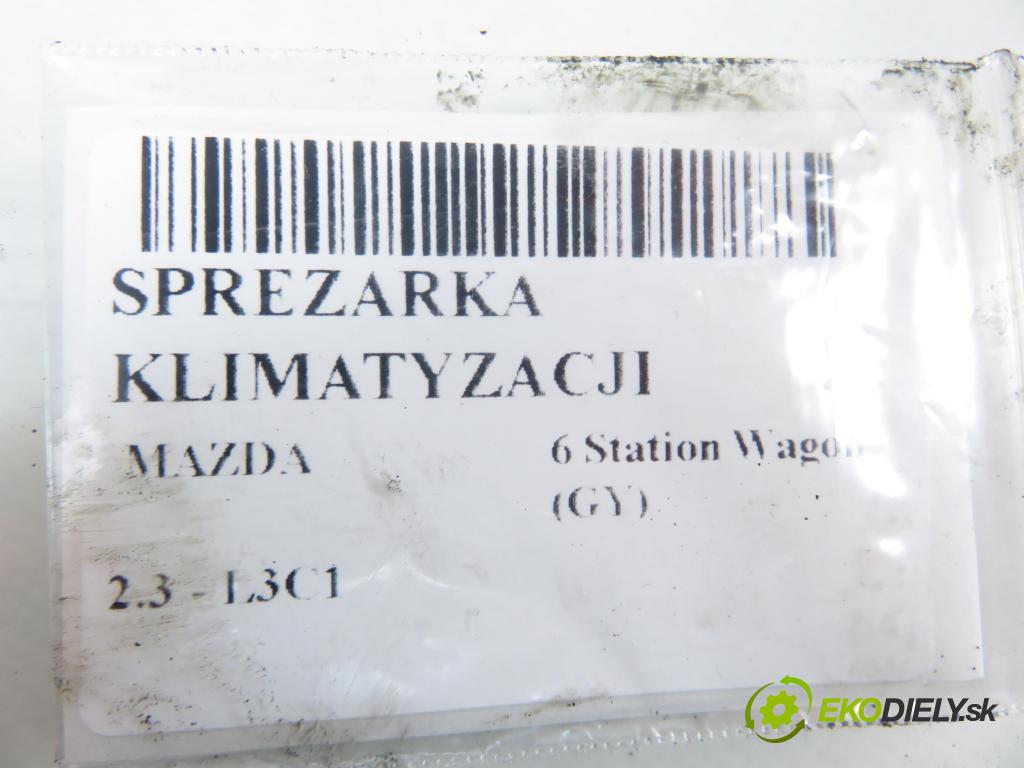 SPREZARKA
KLIMATYZACJI
MAZDA 6 Station Wagon
(GY)
2.3 - L3C1
EKODIELY.sk